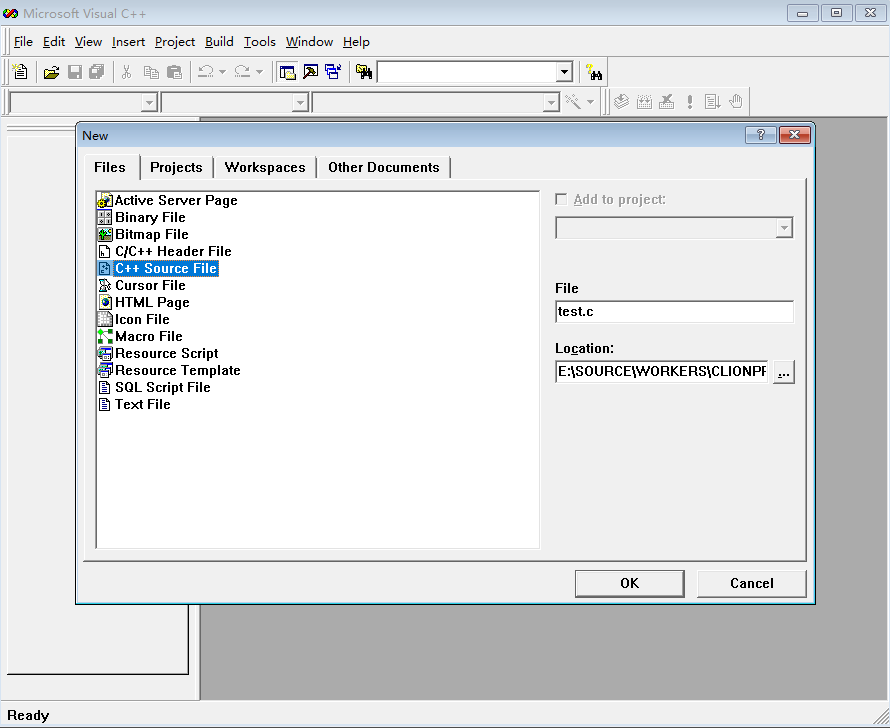 Microsoft Visual C++
File Edit View Insert Project Build Tools Window Help
New
Files Projects Workspaces Other Documents
Active Server Page
Binary File
Bitmap File
C/C++ Header File
C++ Source File
Cursor File
HTML Page
Icon File
Macro File
Resource Script
Resource Template
SQL Script File
Text File
Add to project:
File
test.c
Location:
E:\SOURCE\WORKERS\CLIONPR
...
OK Cancel
Ready